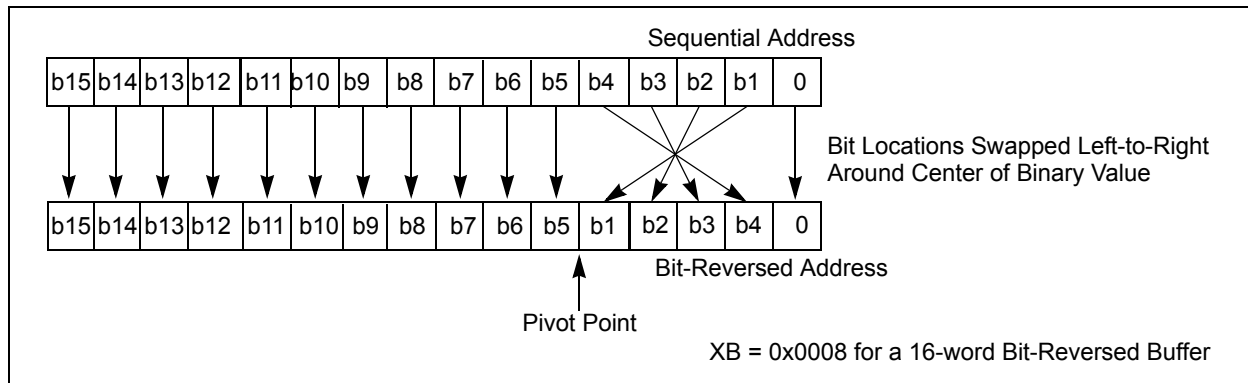 Sequential Address
b15 b14 b13 b12 b11 b10 b9 b8 b7 b6 b5 b4 b3 b2 b1 0
Bit Locations Swapped Left-to-Right
Around Center of Binary Value
b15 b14 b13 b12 b11 b10 b9 b8 b7 b6 b5 b1 b2 b3 b4 0
Bit-Reversed Address
Pivot Point
XB = 0x0008 for a 16-word Bit-Reversed Buffer